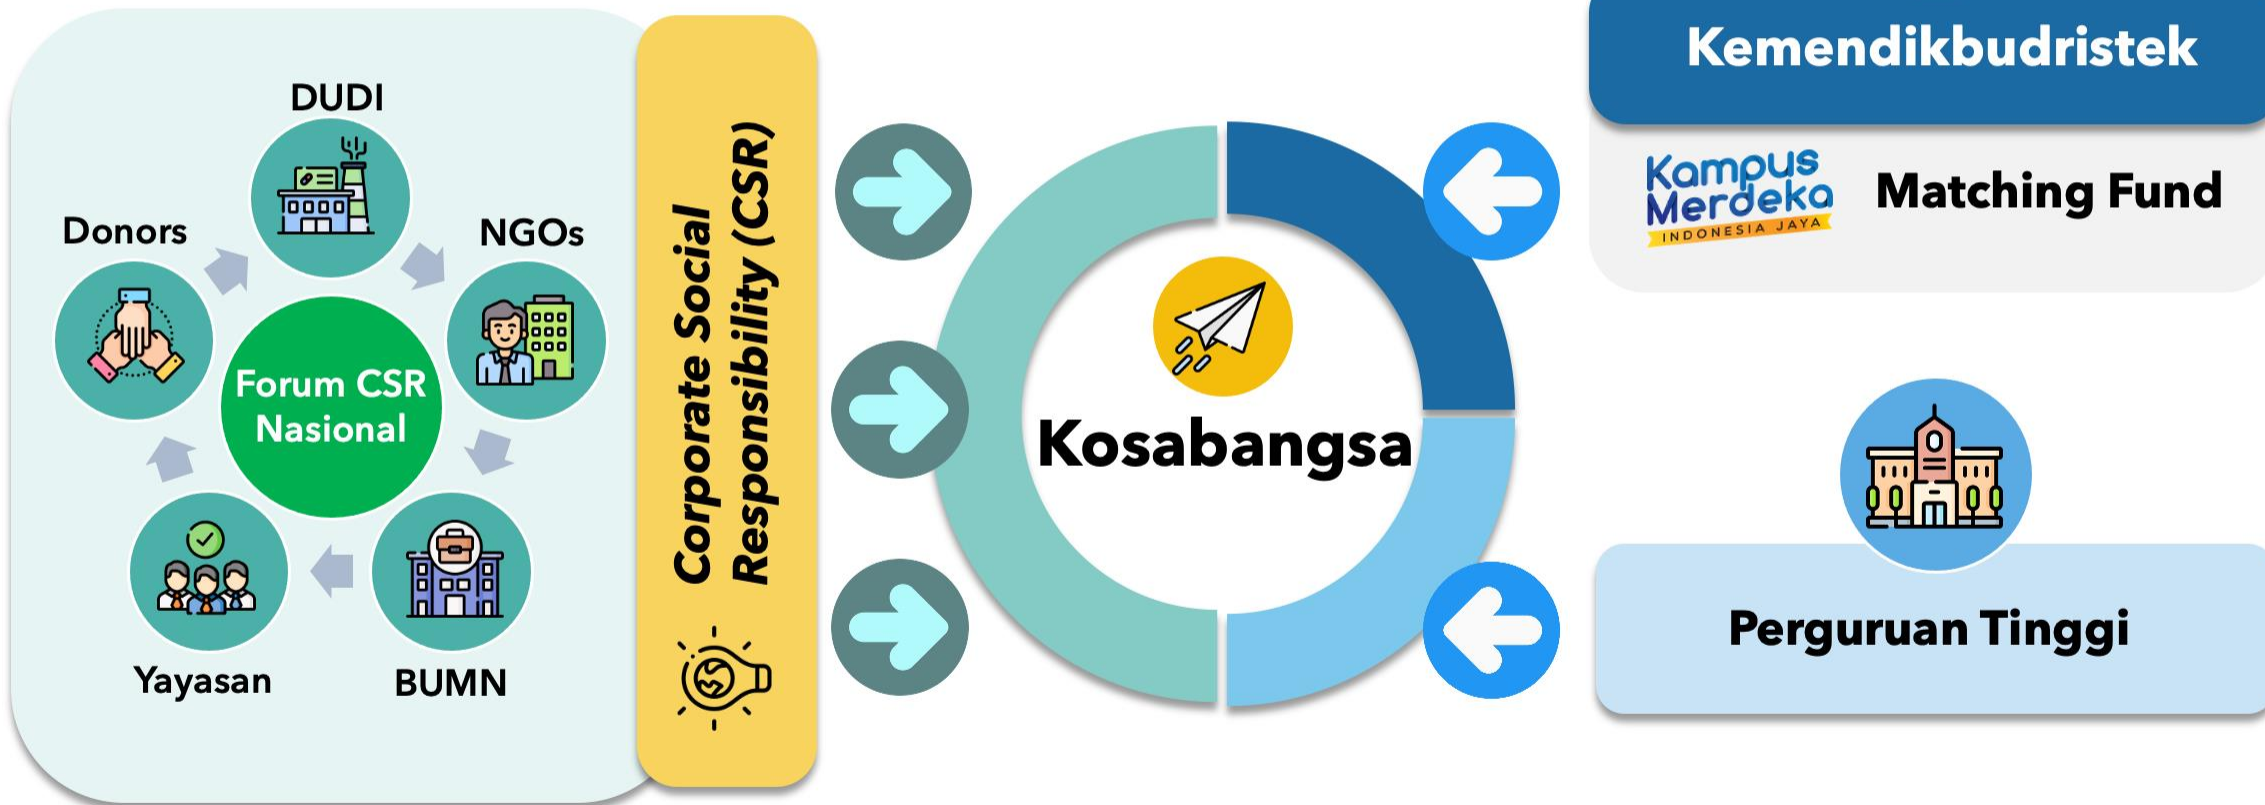 DUDI
Donors
NGOs
Forum CSR
Nasional
Yayasan
BUMN
Corporate Social
Responsibility (CSR)
Kosabangsa
Kemendikbudristek
Kampus
Merdeka
INDONESIA JAYA
Matching Fund
Perguruan Tinggi